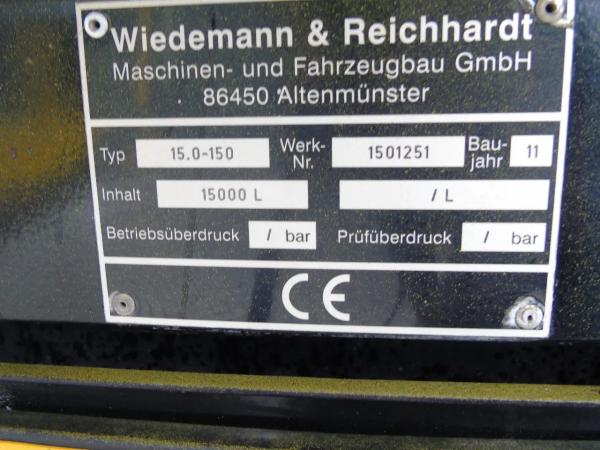 Wiedemann & Reichhardt
Maschinen- und Fahrzeugbau GmbH
86450 Altenmünster
Typ 15.0-150 Werk-Nr. 1501251 Bau-jahr 11
Inhalt 15000 L / L
Betriebsüberdruck / bar Prüfüberdruck / bar
CE